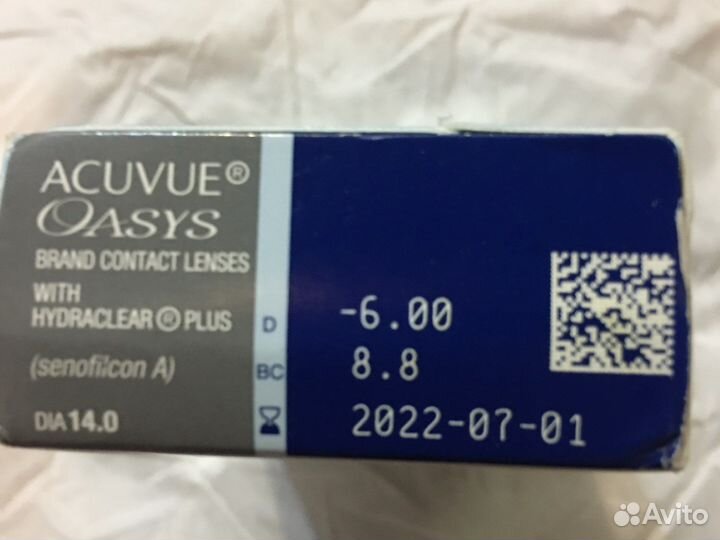 ACUVUE®
OASYS
BRAND CONTACT LENSES
WITH
HYDRACLEAR® PLUS
(senofilcon A)
DIA 14.0
D -6.00
BC 8.8
2022-07-01
Avito